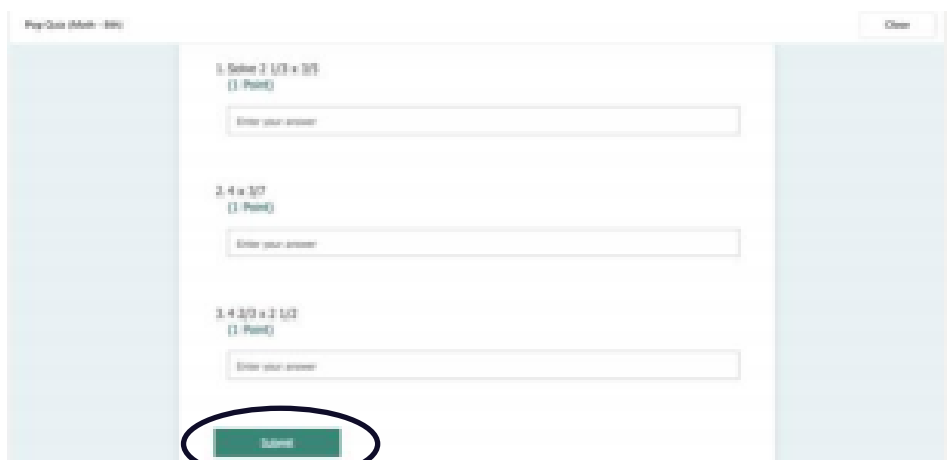 Pop Quiz (Math - 8th)
Close
1. Solve 2 1/3 x 3/5
(1 Point)
Enter your answer
2. 4 x 3/7
(1 Point)
Enter your answer
3. 4 2/3 x 2 1/2
(1 Point)
Enter your answer
Submit